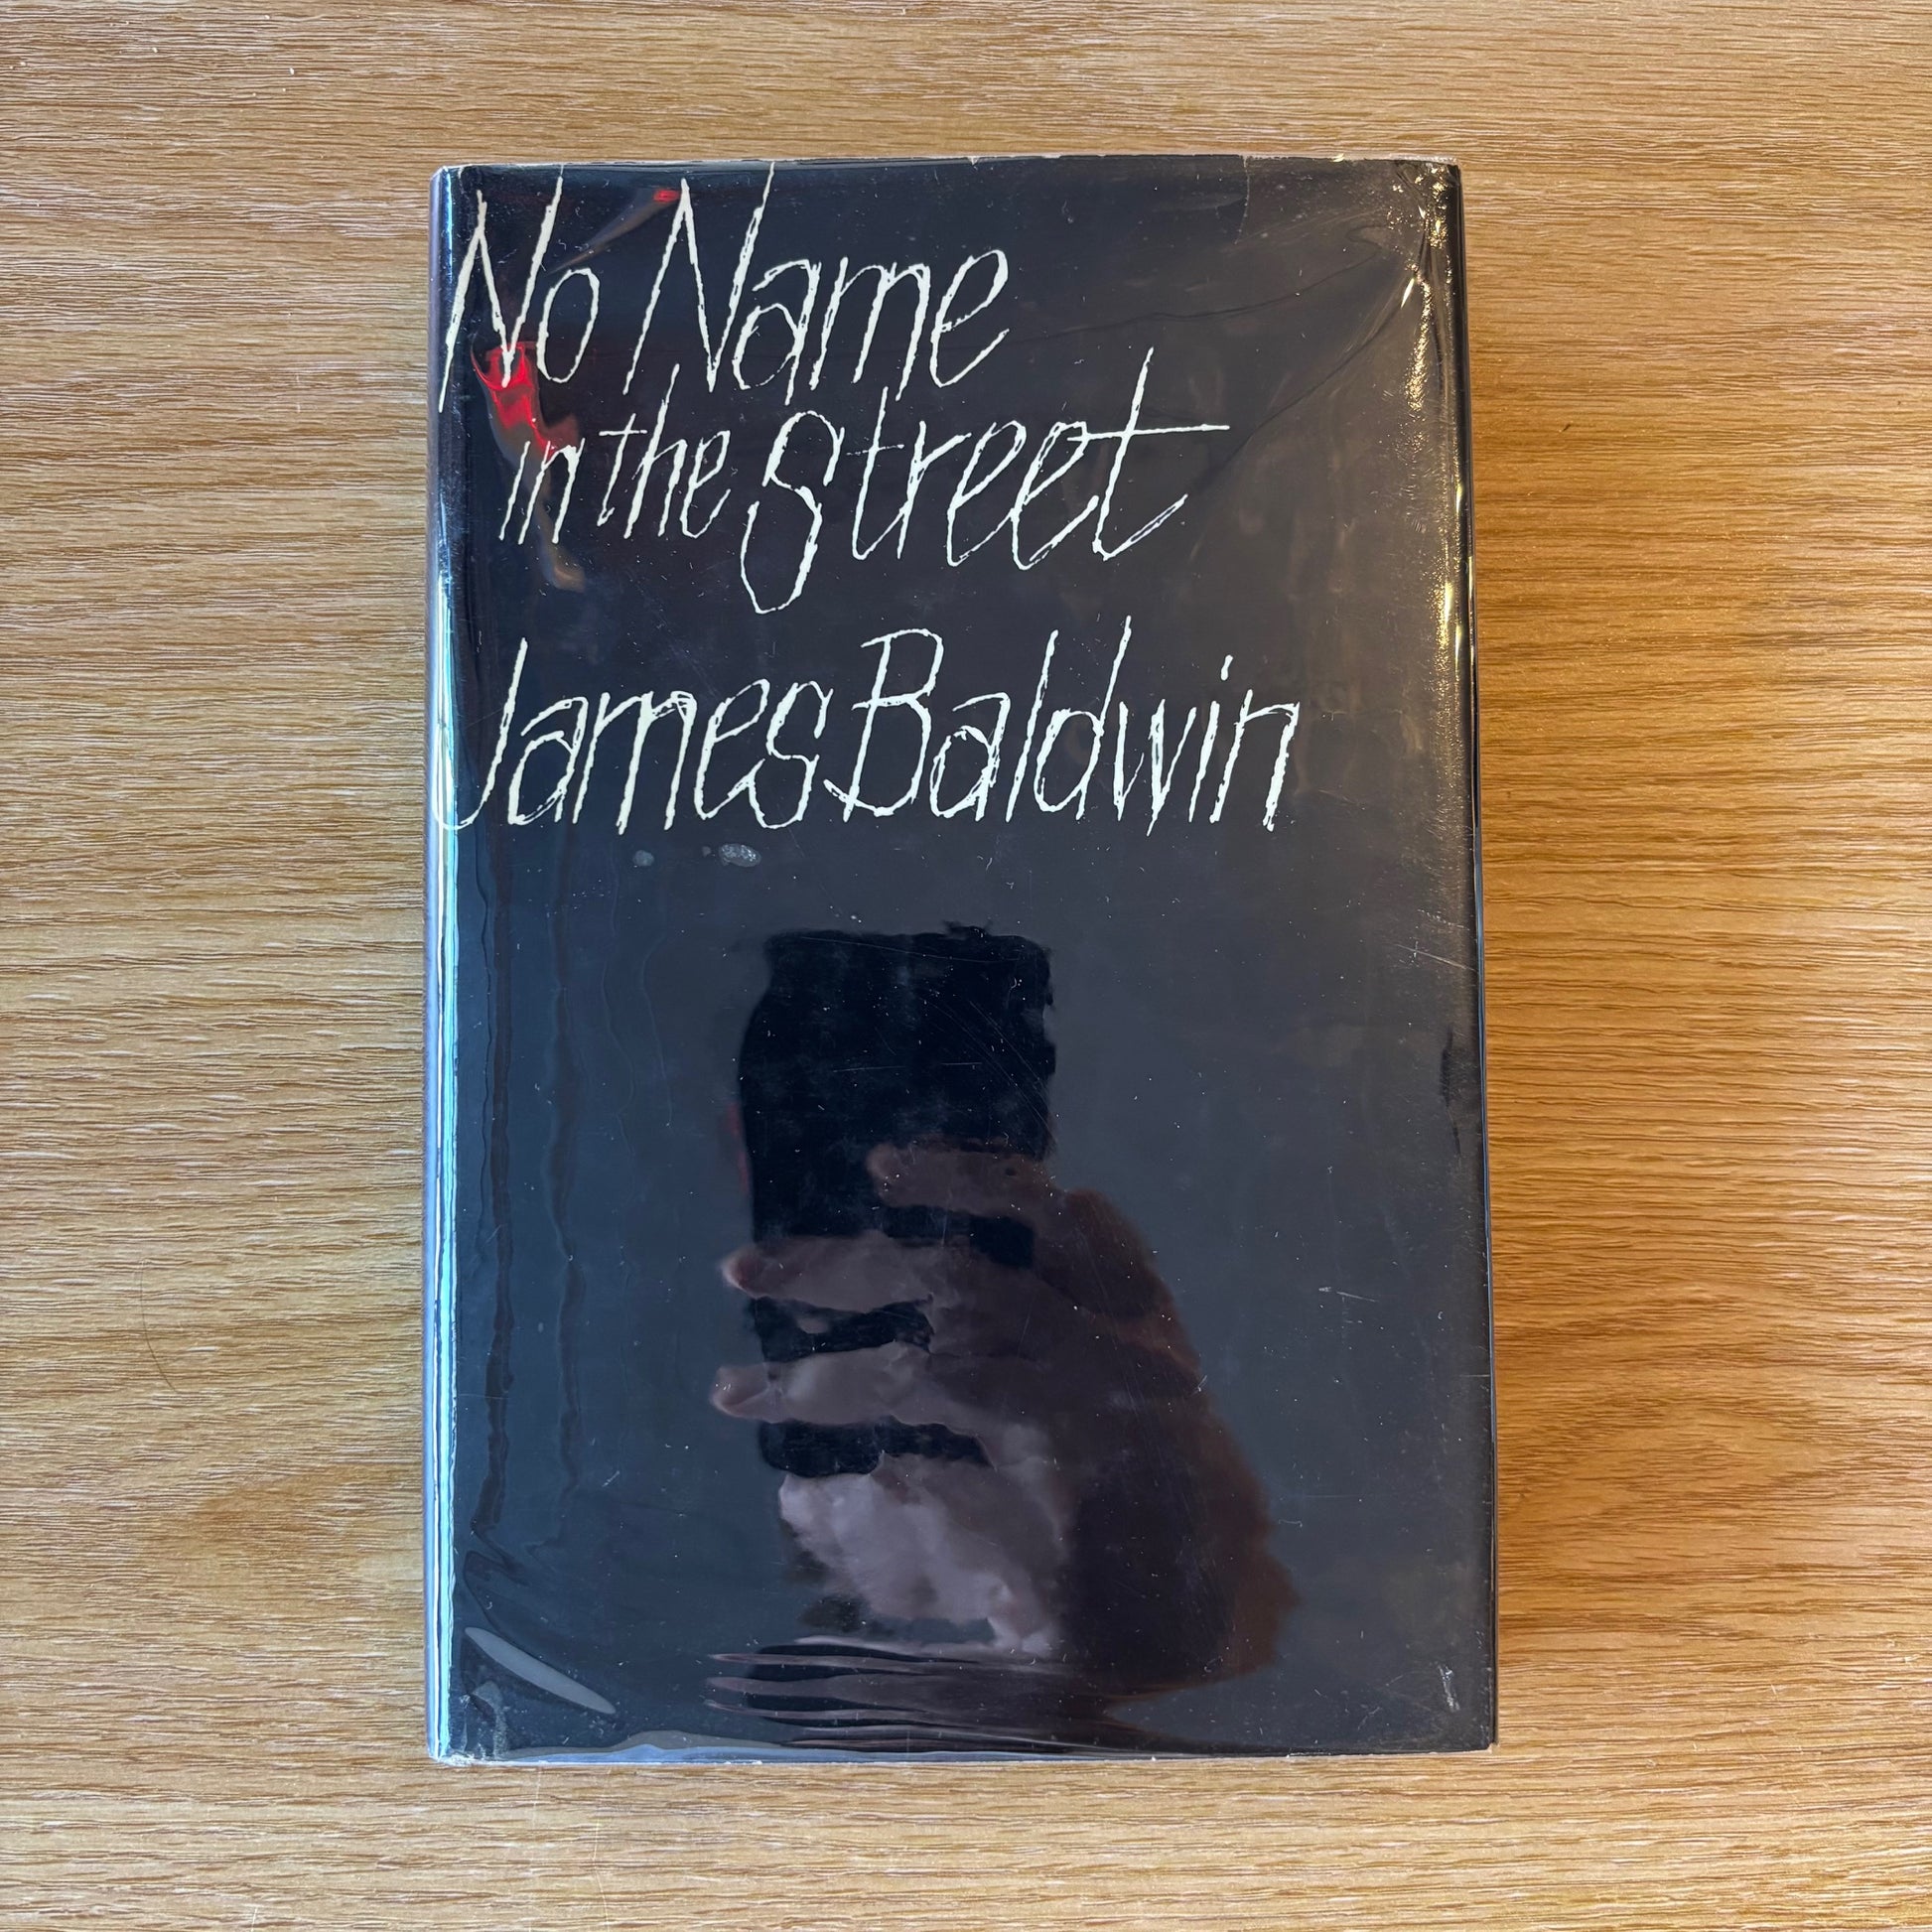 No Name
in the Street
James Baldwin